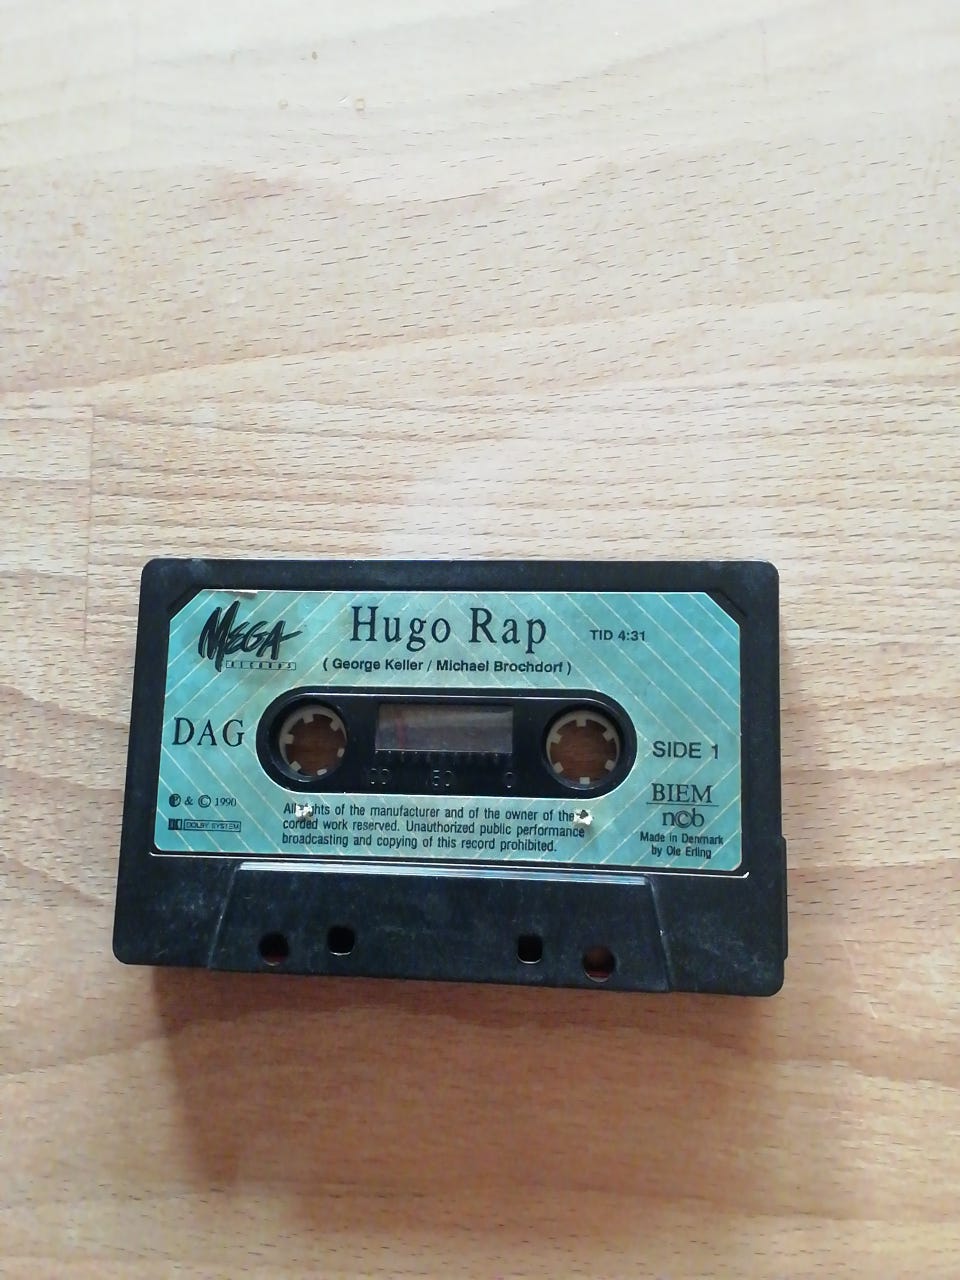 MEGA
RECORDS
Hugo Rap
TID 4:31
( George Keller / Michael Brochdorf )
DAG
SIDE 1
Ⓟ & © 1990
DOLBY SYSTEM
All rights of the manufacturer and of the owner of the
corded work reserved. Unauthorized public performance
broadcasting and copying of this record prohibited.
BIEM
n©b
Made in Denmark
by Ole Erling
50
0